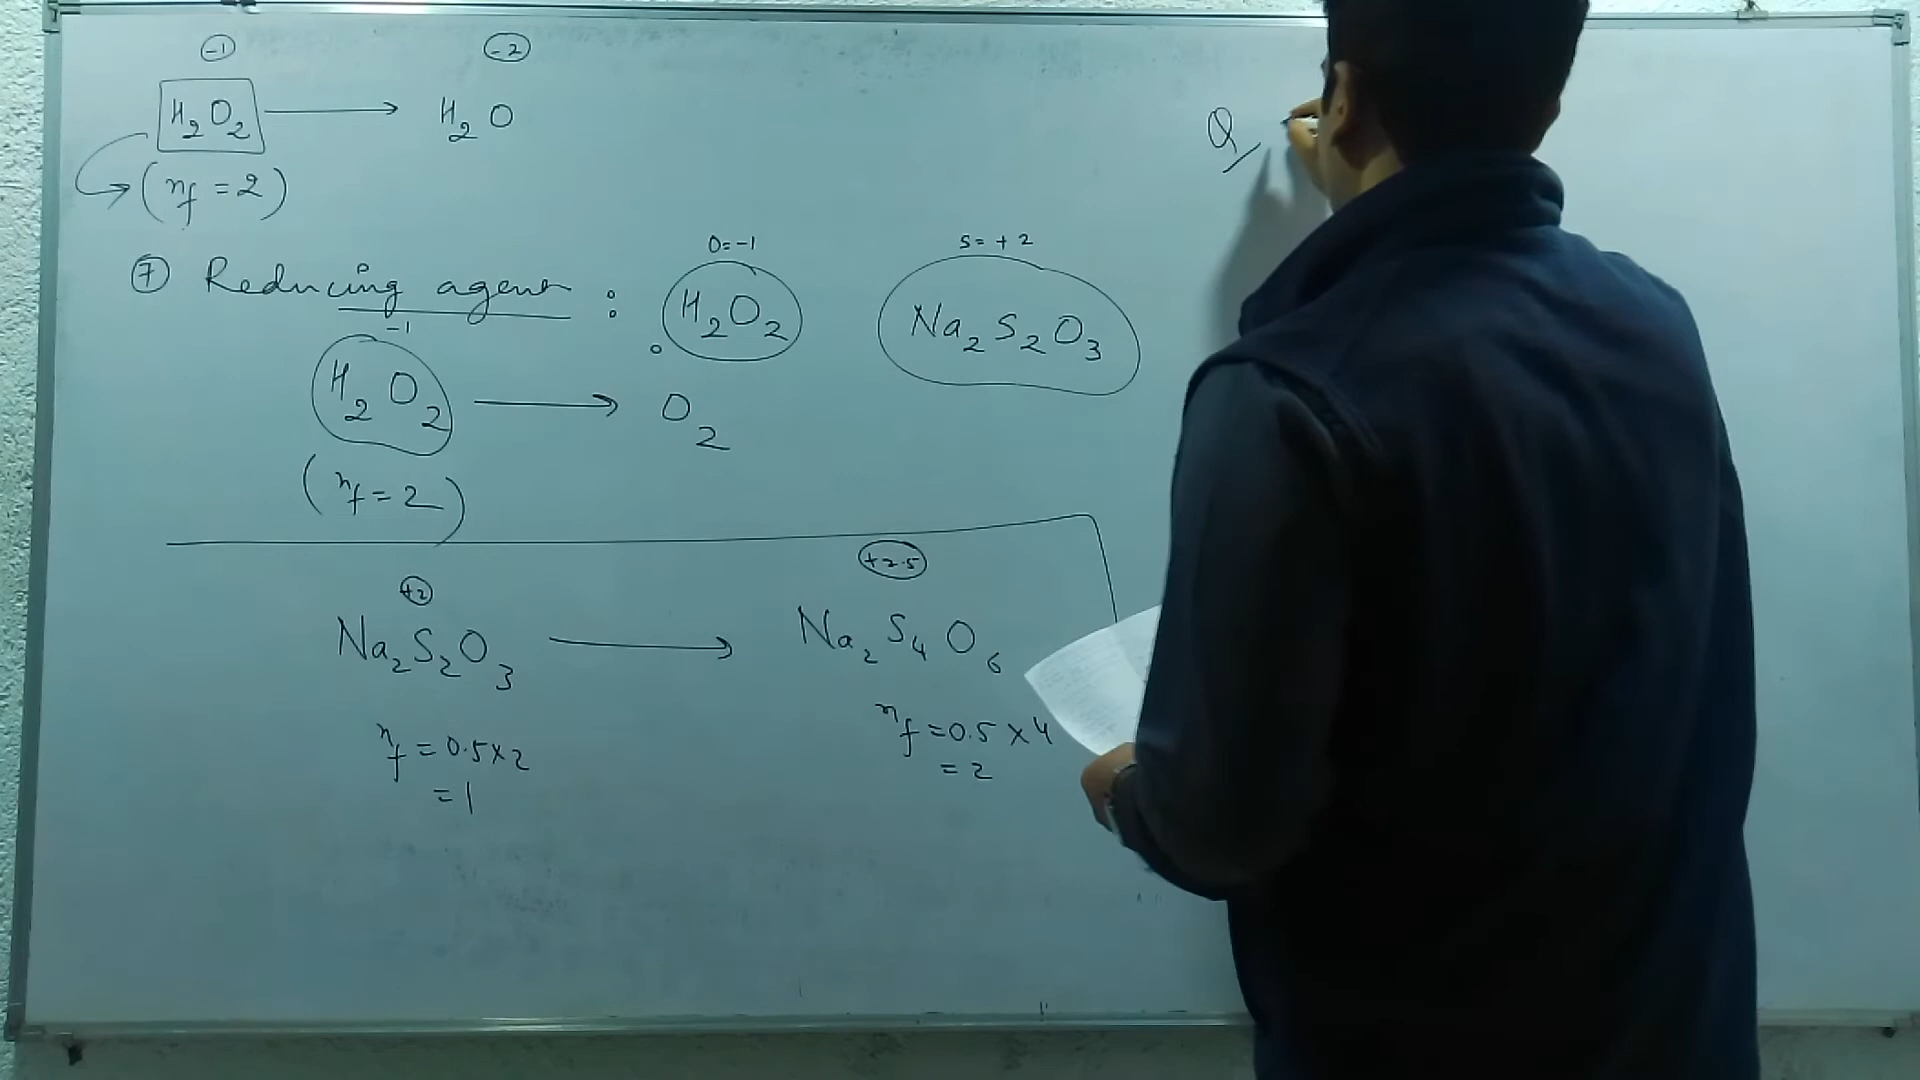 -1 -2
H2O2 ⟶ H2O
(nf = 2)
Q
O = -1 S = +2
⑦ Reducing agent : H2O2 Na2S2O3
-1
H2O2 ⟶ O2
(nf = 2)
+2 +2.5
Na2S2O3 ⟶ Na2S4O6
nf = 0.5 × 2 nf = 0.5 × 4
= 1 = 2